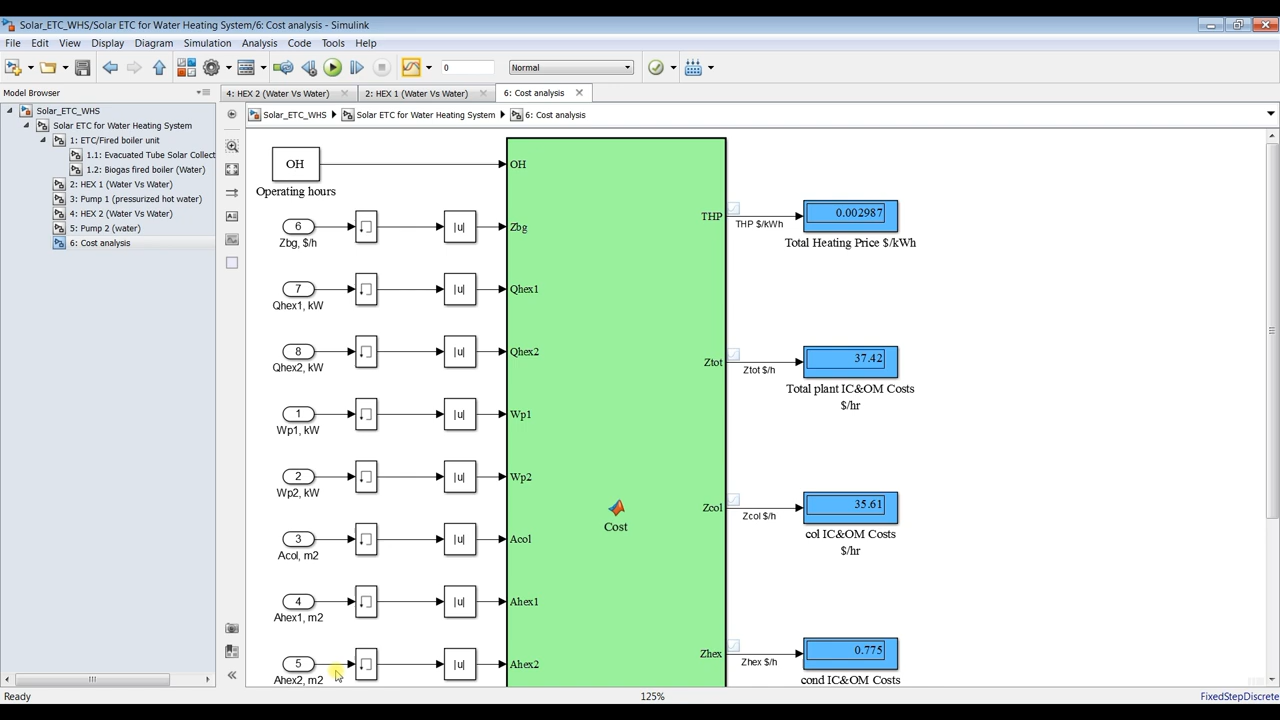 Solar_ETC_WHS/Solar ETC for Water Heating System/6: Cost analysis - Simulink
File Edit View Display Diagram Simulation Analysis Code Tools Help
0
Normal
Model Browser
4: HEX 2 (Water Vs Water)
2: HEX 1 (Water Vs Water)
6: Cost analysis
Solar_ETC_WHS
Solar ETC for Water Heating System
1: ETC/Fired boiler unit
1.1: Evacuated Tube Solar Collect
1.2: Biogas fired boiler (Water)
2: HEX 1 (Water Vs Water)
3: Pump 1 (pressurized hot water)
4: HEX 2 (Water Vs Water)
5: Pump 2 (water)
6: Cost analysis
Solar_ETC_WHS Solar ETC for Water Heating System 6: Cost analysis
OH
Operating hours
OH
6
Zbg, $/h
|u|
Zbg
7
Qhex1, kW
|u|
Qhex1
8
Qhex2, kW
|u|
Qhex2
1
Wp1, kW
|u|
Wp1
2
Wp2, kW
|u|
Wp2
3
Acol, m2
|u|
Acol
4
Ahex1, m2
|u|
Ahex1
5
Ahex2, m2
|u|
Ahex2
Cost
THP
THP $/kWh
0.002987
Total Heating Price $/kWh
Ztot
Ztot $/h
37.42
Total plant IC&OM Costs
$/hr
Zcol
Zcol $/h
35.61
col IC&OM Costs
$/hr
Zhex
Zhex $/h
0.775
cond IC&OM Costs
Ready
125%
FixedStepDiscrete